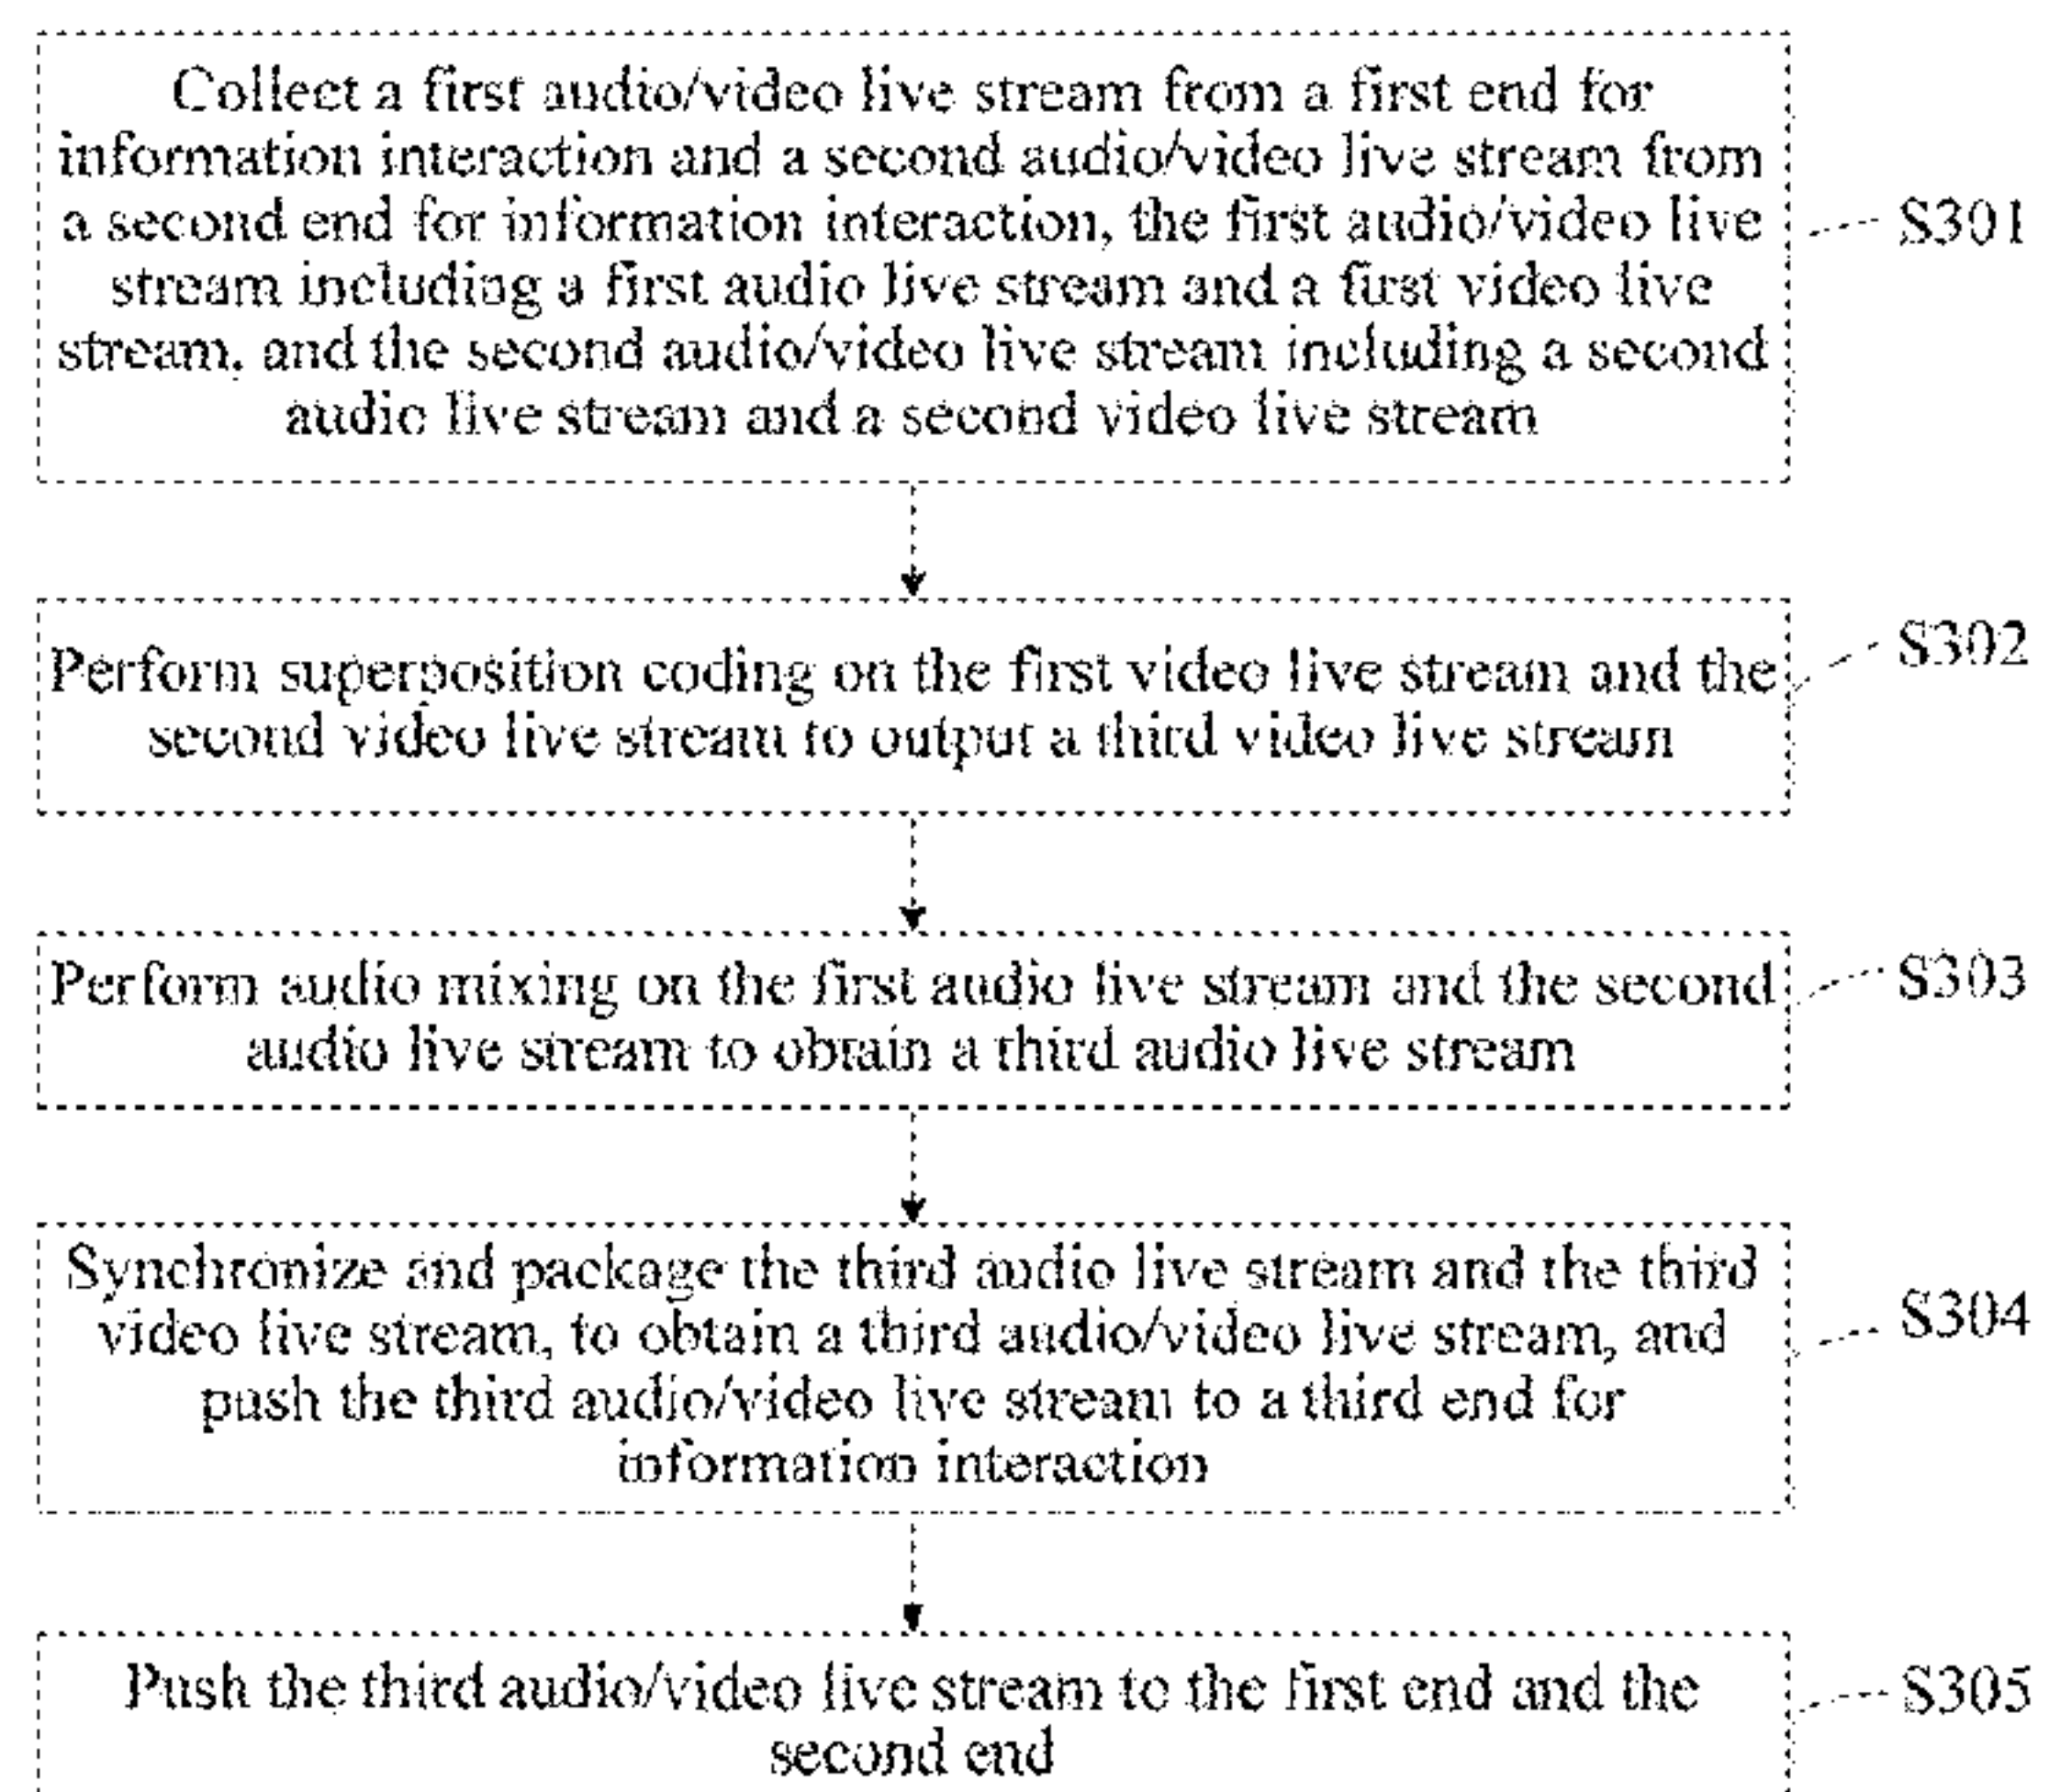 Collect a first audio/video live stream from a first end for
information interaction and a second audio/video live stream from
a second end for information interaction, the first audio/video live
stream including a first audio live stream and a first video live
stream, and the second audio/video live stream including a second
audio live stream and a second video live stream
S301
Perform superposition coding on the first video live stream and the
second video live stream to output a third video live stream
S302
Perform audio mixing on the first audio live stream and the second
audio live stream to obtain a third audio live stream
S303
Synchronize and package the third audio live stream and the third
video live stream, to obtain a third audio/video live stream, and
push the third audio/video live stream to a third end for
information interaction
S304
Push the third audio/video live stream to the first end and the
second end
S305